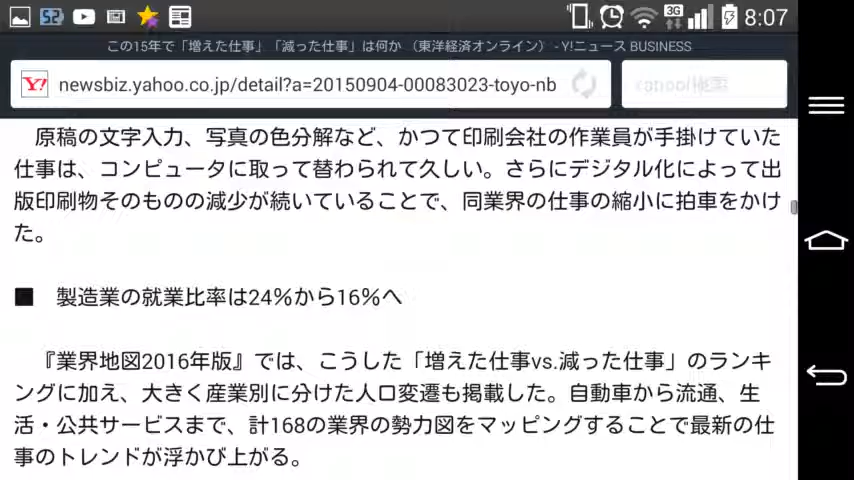 3G 8:07
この15年で「増えた仕事」「減った仕事」は何か （東洋経済オンライン） - Y!ニュース BUSINESS
Y! newsbiz.yahoo.co.jp/detail?a=20150904-00083023-toyo-nb
原稿の文字入力、写真の色分解など、かつて印刷会社の作業員が手掛けていた
仕事は、コンピュータに取って替わられて久しい。さらにデジタル化によって出
版印刷物そのものの減少が続いていることで、同業界の仕事の縮小に拍車をかけ
た。
■ 製造業の就業比率は24％から16％へ
『業界地図2016年版』では、こうした「増えた仕事vs.減った仕事」のランキ
ングに加え、大きく産業別に分けた人口変遷も掲載した。自動車から流通、生
活・公共サービスまで、計168の業界の勢力図をマッピングすることで最新の仕
事のトレンドが浮かび上がる。